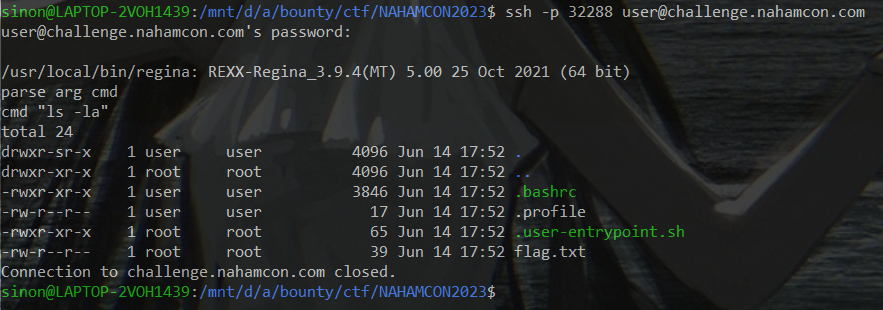 sinon@LAPTOP-2VOH1439:/mnt/d/a/bounty/ctf/NAHAMCON2023$ ssh -p 32288 user@challenge.nahamcon.com
user@challenge.nahamcon.com's password:
/usr/local/bin/regina: REXX-Regina_3.9.4(MT) 5.00 25 Oct 2021 (64 bit)
parse arg cmd
cmd "ls -la"
total 24
drwxr-sr-x 1 user user 4096 Jun 14 17:52 .
drwxr-xr-x 1 root root 4096 Jun 14 17:52 ..
-rwxr-xr-x 1 user user 3846 Jun 14 17:52 .bashrc
-rw-r--r-- 1 user user 17 Jun 14 17:52 .profile
-rwxr-xr-x 1 root root 65 Jun 14 17:52 .user-entrypoint.sh
-rw-r--r-- 1 root root 39 Jun 14 17:52 flag.txt
Connection to challenge.nahamcon.com closed.
sinon@LAPTOP-2VOH1439:/mnt/d/a/bounty/ctf/NAHAMCON2023$